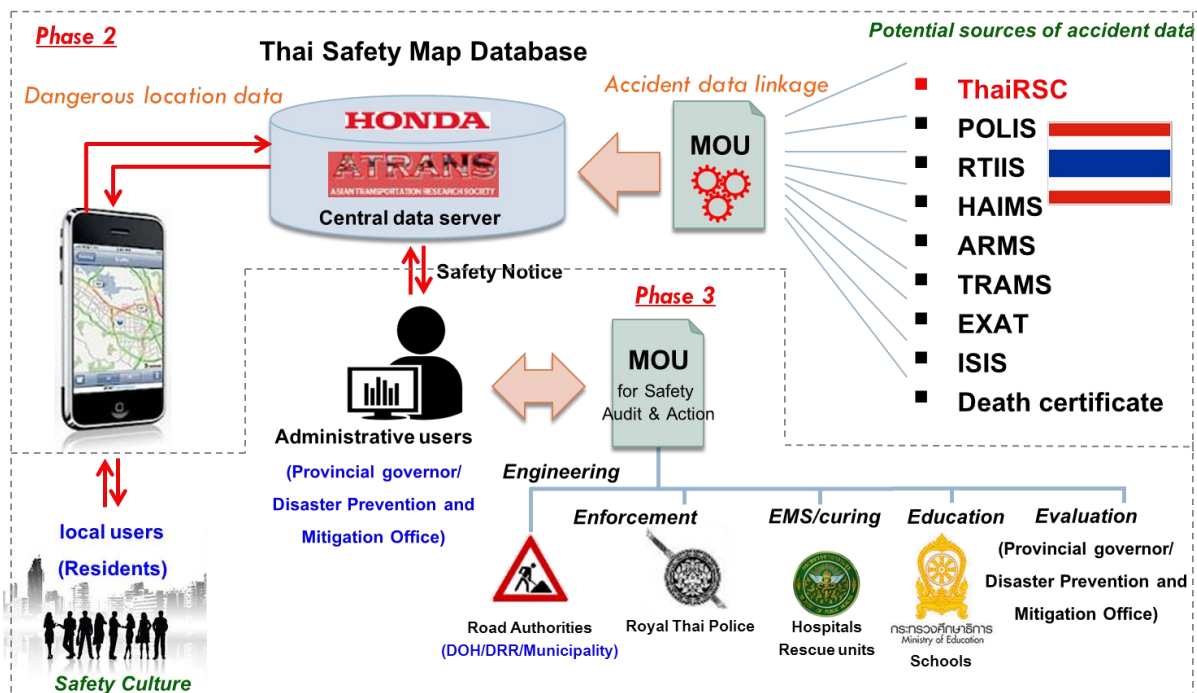 Phase 2
Thai Safety Map Database
Potential sources of accident data
Dangerous location data
Accident data linkage
HONDA
ATRANS
ASIAN TRANSPORTATION RESEARCH SOCIETY
Central data server
MOU
ThaiRSC
POLIS
RTIIS
HAIMS
ARMS
TRAMS
EXAT
ISIS
Death certificate
Safety Notice
Phase 3
MOU
for Safety
Audit & Action
Administrative users
(Provincial governor/
Disaster Prevention and
Mitigation Office)
local users
(Residents)
Safety Culture
Engineering
Enforcement
EMS/curing
Education
Evaluation
(Provincial governor/
Disaster Prevention and
Mitigation Office)
Road Authorities
(DOH/DRR/Municipality)
Royal Thai Police
Hospitals
Rescue units
กระทรวงศึกษาธิการ
Ministry of Education
Schools